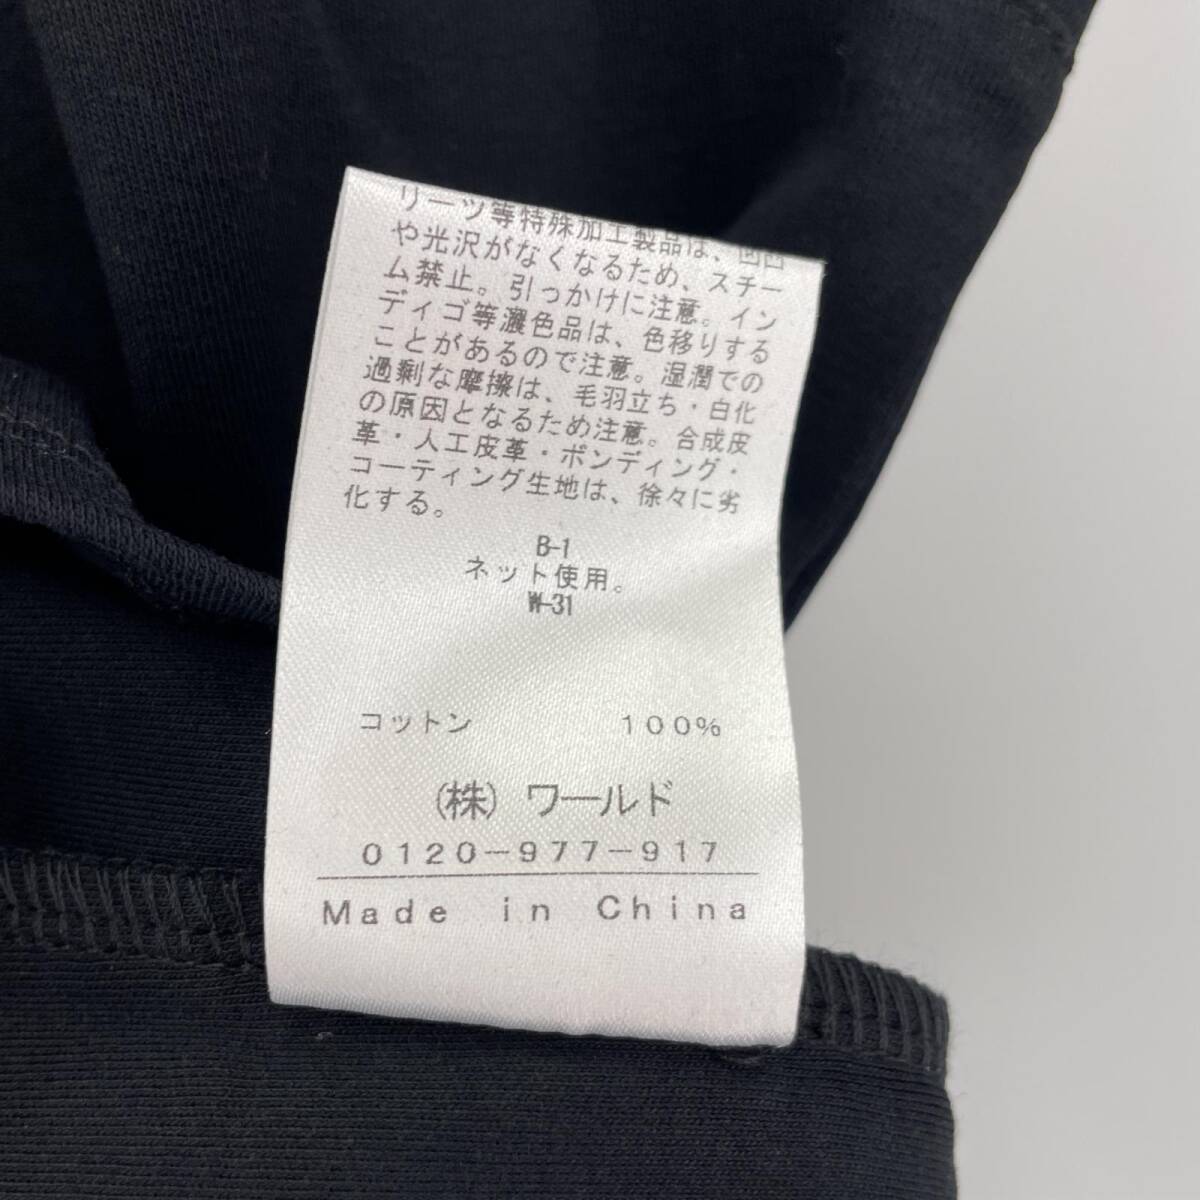 リーツ等特殊加工製品は、凹凸
や光沢がなくなるため、スチー
ム禁止。引っかけに注意。イン
ディゴ等濃色品は、色移りする
ことがあるので注意。湿潤での
過剰な摩擦は、毛羽立ち・白化
の原因となるため注意。合成皮
革・人工皮革・ボンディング・
コーティング生地は、徐々に劣
化する。
B-1
ネット使用。
W-31
コットン 100%
(株) ワールド
0120-977-917
Made in China